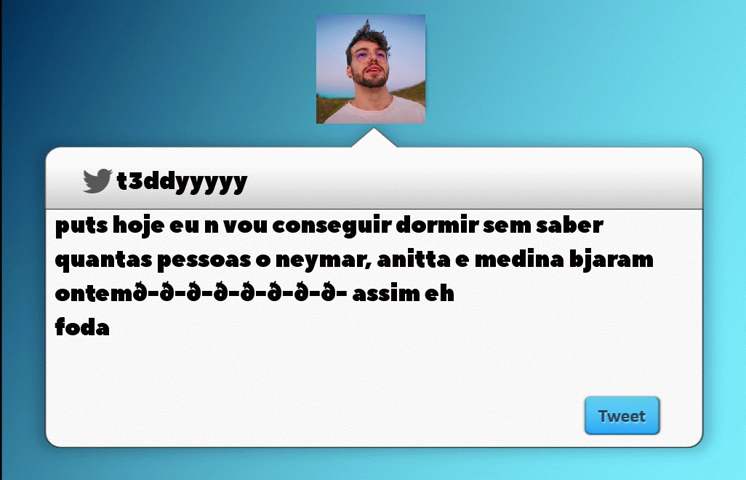 t3ddyyyyy
puts hoje eu n vou conseguir dormir sem saber
quantas pessoas o neymar, anitta e medina bjaram
ontemð-ð-ð-ð-ð-ð-ð-ð- assim eh
foda
Tweet